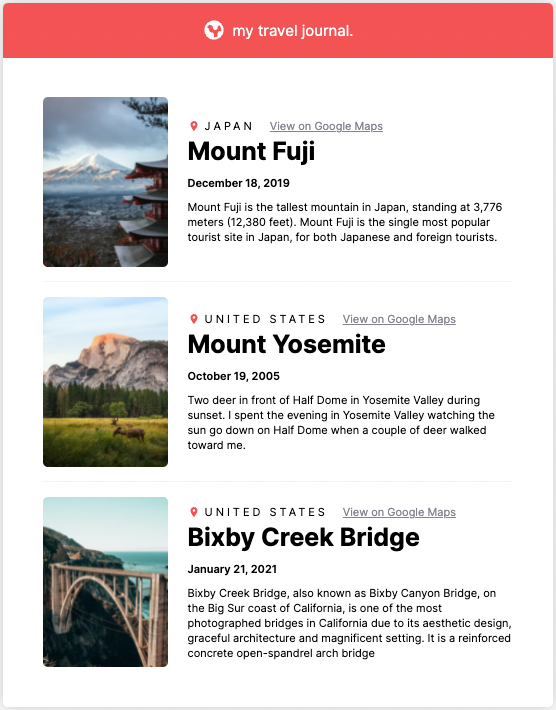 my travel journal.
JAPAN View on Google Maps
Mount Fuji
December 18, 2019
Mount Fuji is the tallest mountain in Japan, standing at 3,776
meters (12,380 feet). Mount Fuji is the single most popular
tourist site in Japan, for both Japanese and foreign tourists.
UNITED STATES View on Google Maps
Mount Yosemite
October 19, 2005
Two deer in front of Half Dome in Yosemite Valley during
sunset. I spent the evening in Yosemite Valley watching the
sun go down on Half Dome when a couple of deer walked
toward me.
UNITED STATES View on Google Maps
Bixby Creek Bridge
January 21, 2021
Bixby Creek Bridge, also known as Bixby Canyon Bridge, on
the Big Sur coast of California, is one of the most
photographed bridges in California due to its aesthetic design,
graceful architecture and magnificent setting. It is a reinforced
concrete open-spandrel arch bridge